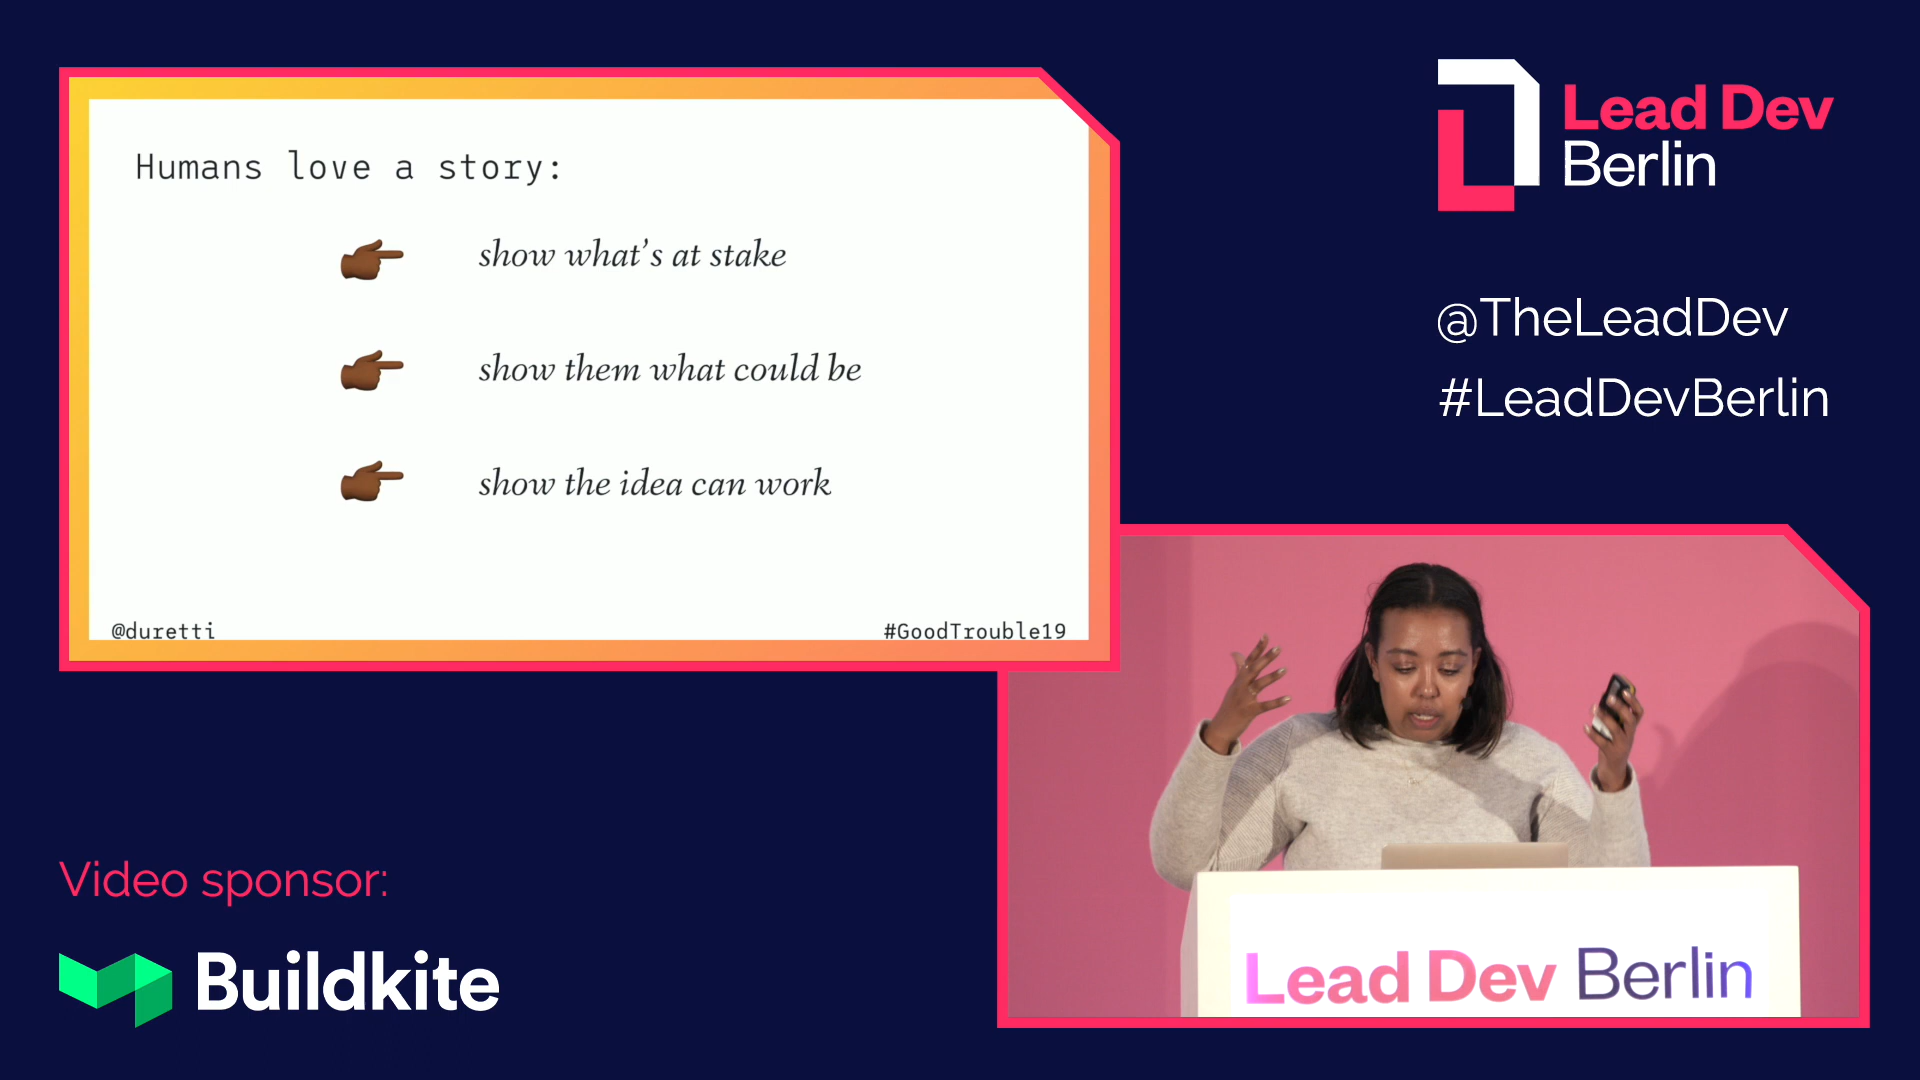 Humans love a story:
show what's at stake
show them what could be
show the idea can work
@duretti
#GoodTrouble19
Lead Dev
Berlin
@TheLeadDev
#LeadDevBerlin
Video sponsor:
Buildkite
Lead Dev Berlin